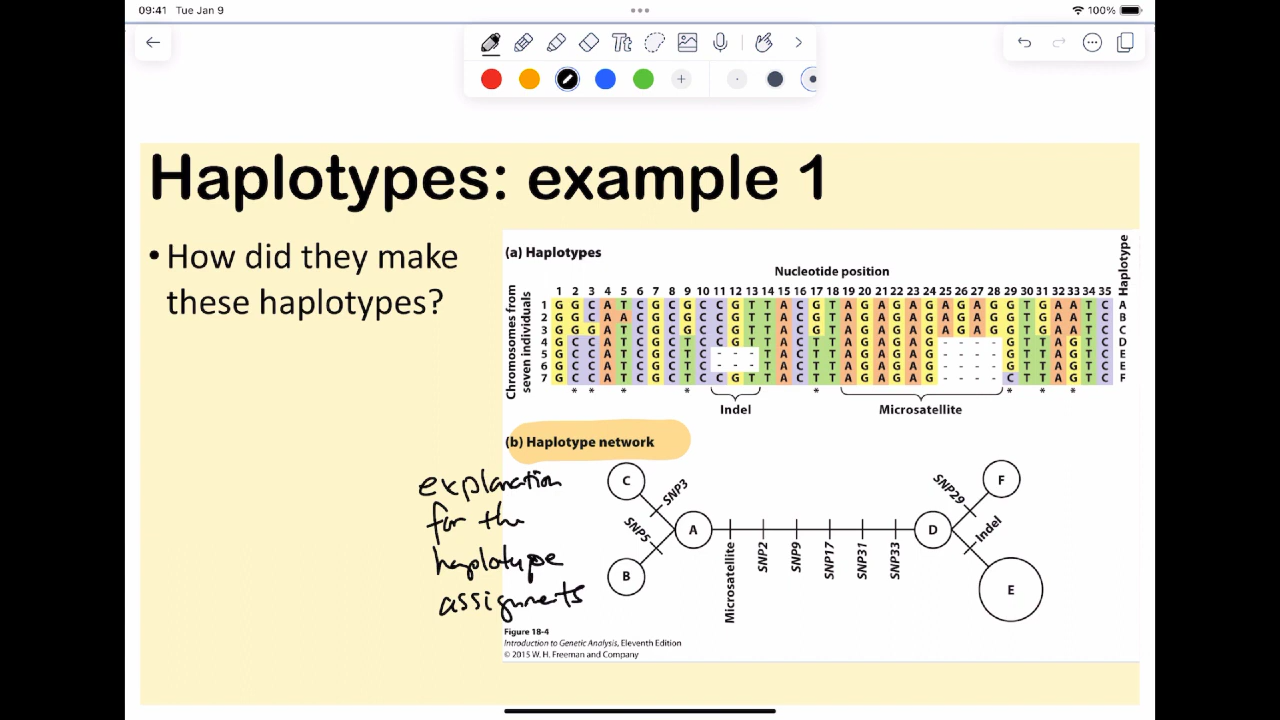 09:41 Tue Jan 9
100%
Tt
Haplotypes: example 1
• How did they make
these haplotypes?
(a) Haplotypes
Nucleotide position
Haplotype
Chromosomes from
seven individuals
1 2 3 4 5 6 7 8 9 10 11 12 13 14 15 16 17 18 19 20 21 22 23 24 25 26 27 28 29 30 31 32 33 34 35
1 G G C A T C G C G C C G T T A C G T A G A G A G A G A G G T G A A T C A
2 G G C A A C G C G C C G T T A C G T A G A G A G A G A G G T G A A T C B
3 G G G A T C G C G C C G T T A C G T A G A G A G A G A G G T G A A T C C
4 G C C A T C G C T C C G T T A C T T A G A G A G - - - - G T T A G T C D
5 G C C A T C G C T C - - - T A C T T A G A G A G - - - - G T T A G T C E
6 G C C A T C G C T C - - - T A C T T A G A G A G - - - - G T T A G T C E
7 G C C A T C G C T C C G T T A C T T A G A G A G - - - - C T T A G T C F
* * * * * * * *
Indel Microsatellite
(b) Haplotype network
explanation
for the
haplotype
assignments
C
SNP3
SNP5
B
A
Microsatellite
SNP2
SNP9
SNP17
SNP31
SNP33
D
SNP29
F
Indel
E
Figure 18-4
Introduction to Genetic Analysis, Eleventh Edition
© 2015 W. H. Freeman and Company